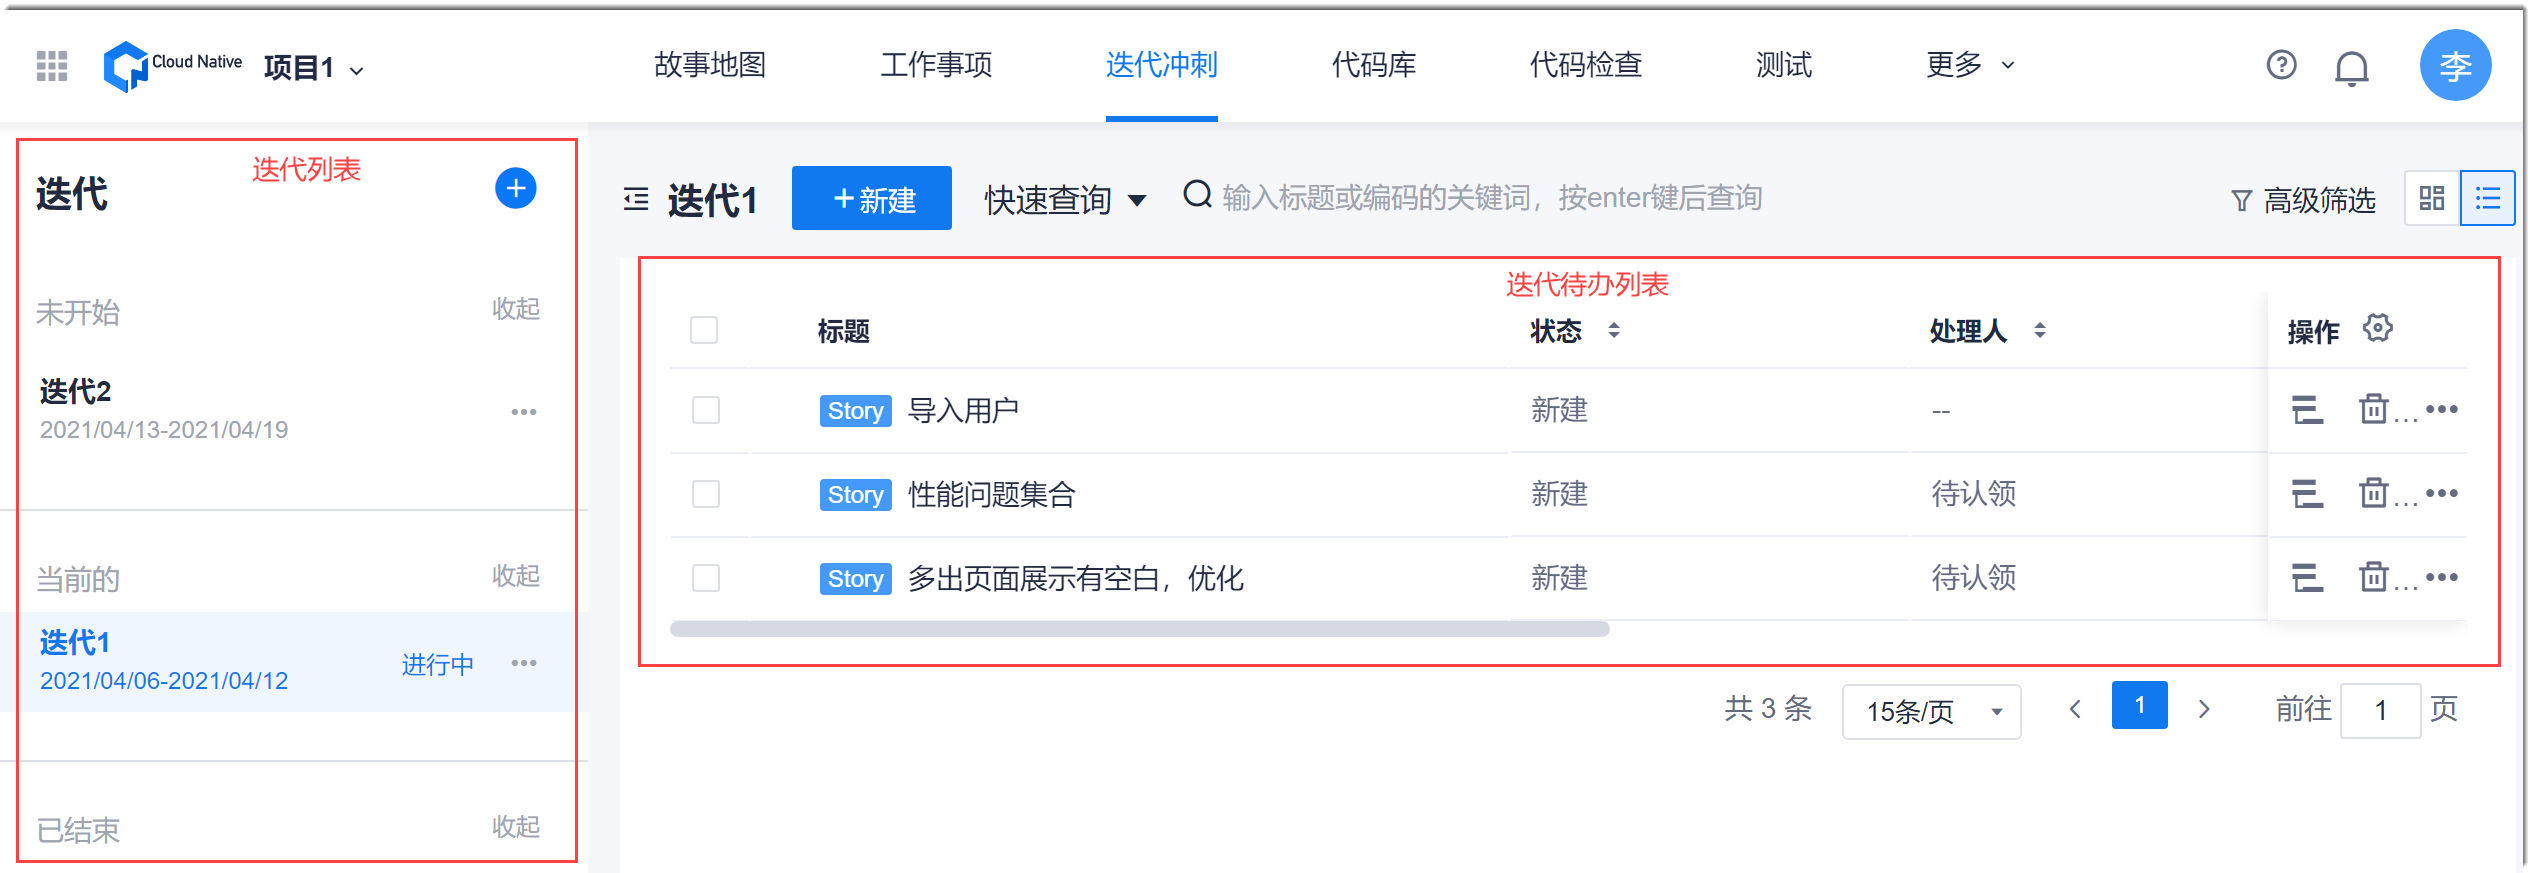 Cloud Native 项目1 故事地图 工作事项 迭代冲刺 代码库 代码检查 测试 更多 李
迭代列表
迭代
未开始 收起
迭代2
2021/04/13-2021/04/19
当前的 收起
迭代1
进行中
2021/04/06-2021/04/12
已结束 收起
迭代1 +新建 快速查询 输入标题或编码的关键词，按enter键后查询 高级筛选
迭代待办列表
标题 状态 处理人 操作
Story 导入用户 新建 -- ...
Story 性能问题集合 新建 待认领 ...
Story 多出页面展示有空白，优化 新建 待认领 ...
共 3 条 15条/页 1 前往 1 页